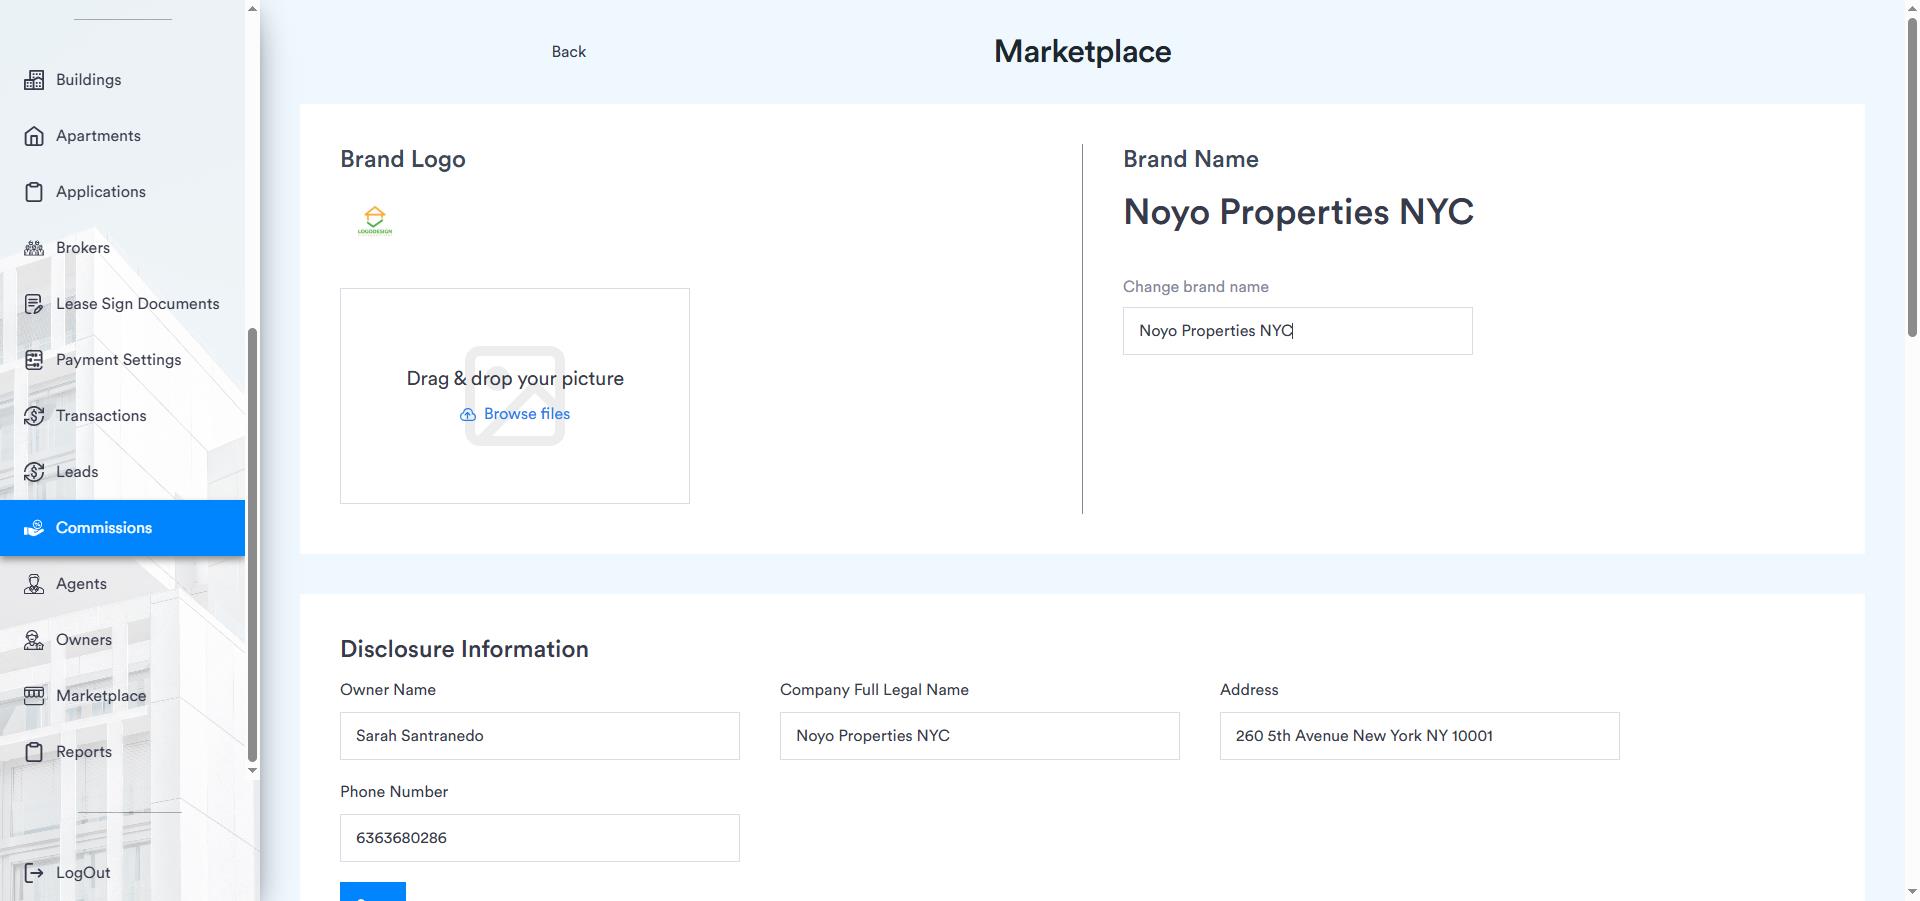 Buildings
Apartments
Applications
Brokers
Lease Sign Documents
Payment Settings
Transactions
Leads
Commissions
Agents
Owners
Marketplace
Reports
LogOut
Back
Marketplace
Brand Logo
LOGODESIGN
Drag & drop your picture
Browse files
Brand Name
Noyo Properties NYC
Change brand name
Noyo Properties NYC
Disclosure Information
Owner Name
Sarah Santranedo
Company Full Legal Name
Noyo Properties NYC
Address
260 5th Avenue New York NY 10001
Phone Number
6363680286